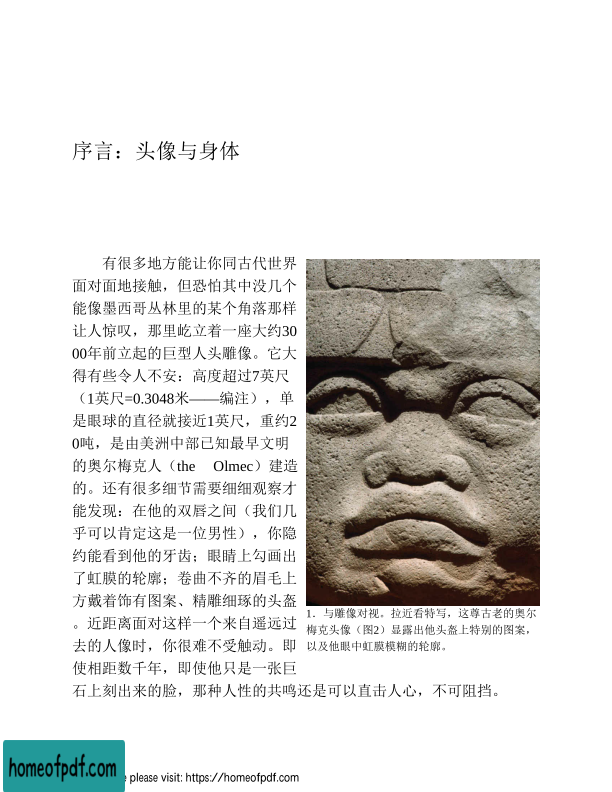 序言：头像与身体
有很多地方能让你同古代世界
面对面地接触，但恐怕其中没几个
能像墨西哥丛林里的某个角落那样
让人惊叹，那里屹立着一座大约30
00年前立起的巨型人头雕像。它大
得有些令人不安：高度超过7英尺
（1英尺=0.3048米——编注），单
是眼球的直径就接近1英尺，重约2
0吨，是由美洲中部已知最早文明
的奥尔梅克人（the Olmec）建造
的。还有很多细节需要细细观察才
能发现：在他的双唇之间（我们几
乎可以肯定这是一位男性），你隐
约能看到他的牙齿；眼睛上勾画出
了虹膜的轮廓；卷曲不齐的眉毛上
方戴着饰有图案、精雕细琢的头盔
。近距离面对这样一个来自遥远过
去的人像时，你很难不受触动。即
使相距数千年，即使他只是一张巨
石上刻出来的脸，那种人性的共鸣还是可以直击人心，不可阻挡。
1．与雕像对视。拉近看特写，这尊古老的奥尔
梅克头像（图2）显露出他头盔上特别的图案，
以及他眼中虹膜模糊的轮廓。
homeofpdf.com
e please visit: https://homeofpdf.com